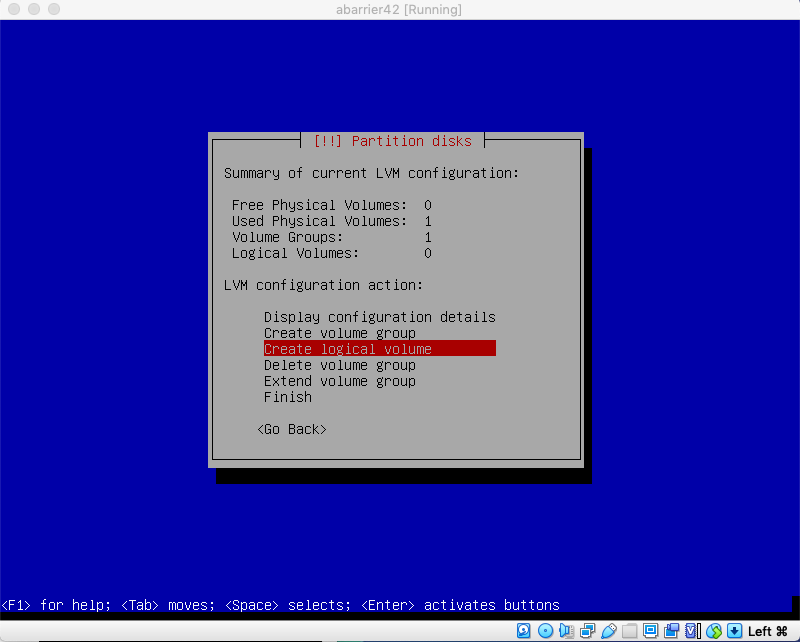 abarrier42 [Running]
[!!] Partition disks
Summary of current LVM configuration:
Free Physical Volumes: 0
Used Physical Volumes: 1
Volume Groups: 1
Logical Volumes: 0
LVM configuration action:
Display configuration details
Create volume group
Create logical volume
Delete volume group
Extend volume group
Finish
<Go Back>
<F1> for help; <Tab> moves; <Space> selects; <Enter> activates buttons
Left ⌘